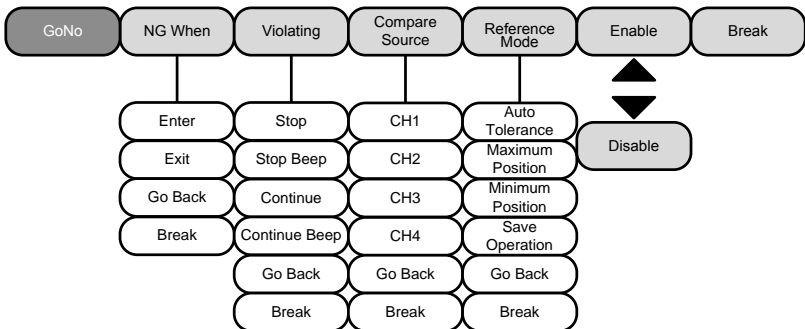 GoNo
NG When
Violating
Compare
Source
Reference
Mode
Enable
Break
Enter
Exit
Go Back
Break
Stop
Stop Beep
Continue
Continue Beep
Go Back
Break
CH1
CH2
CH3
CH4
Go Back
Break
Auto
Tolerance
Maximum
Position
Minimum
Position
Save
Operation
Go Back
Break
Disable